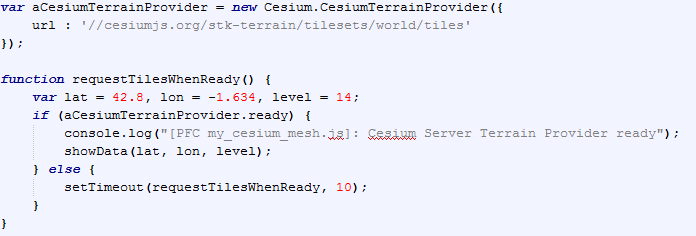 var aCesiumTerrainProvider = new Cesium.CesiumTerrainProvider({
    url : '//cesiumjs.org/stk-terrain/tilesets/world/tiles'
});

function requestTilesWhenReady() {
    var lat = 42.8, lon = -1.634, level = 14;
    if (aCesiumTerrainProvider.ready) {
        console.log("[PFC my_cesium_mesh.js]: Cesium Server Terrain Provider ready");
        showData(lat, lon, level);
    } else {
        setTimeout(requestTilesWhenReady, 10);
    }
}